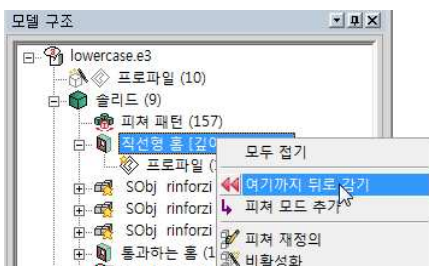 모델 구조
lowercase.e3
프로파일 (10)
솔리드 (9)
피쳐 패턴 (157)
직선형 홈 [깊이
모두 접기
프로파일 (
여기까지 뒤로 감기
SObj rinforzi
피쳐 모드 추가
SObj rinforzi
SObj rinforzi
피쳐 재정의
통과하는 홈 (1
비활성화